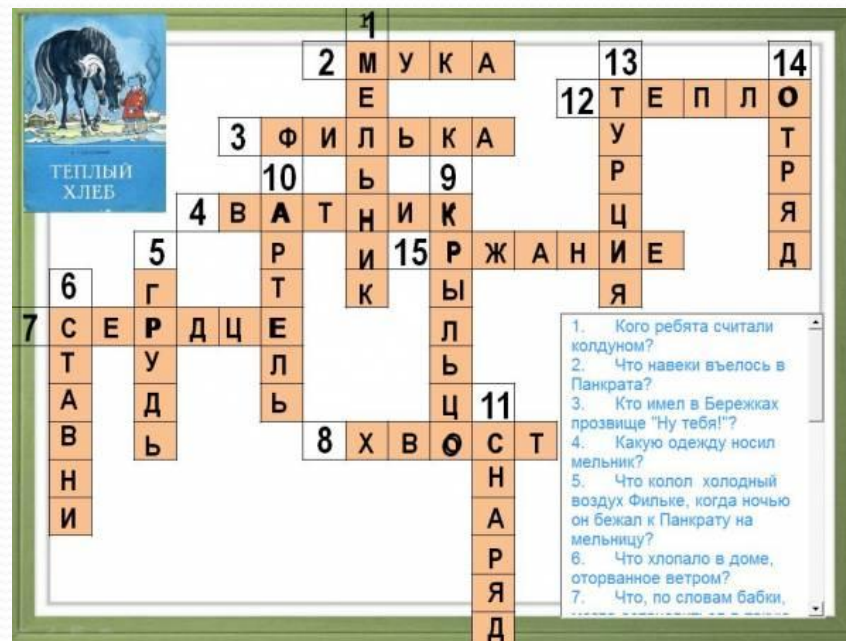 1
2 М У К А 13 14
Е 12 Т Е П Л О
3 Ф И Л Ь К А У Т
10 Ь 9 Р Р
4 В А Т Н И К Ц Я
5 Р И 15 Р Ж А Н И Е Д
6 Г Т К Ы Я
7 С Е Р Д Ц Е Л
Т У Л Ь
А Д Ь Ц 11
В Ь 8 Х В О С Т
Н Н
И А
Р
Я
Д
ТЕПЛЫЙ
ХЛЕБ
1. Кого ребята считали
колдуном?
2. Что навеки въелось в
Панкрата?
3. Кто имел в Бережках
прозвище "Ну тебя!"?
4. Какую одежду носил
мельник?
5. Что колол холодный
воздух Фильке, когда ночью
он бежал к Панкрату на
мельницу?
6. Что хлопало в доме,
оторванное ветром?
7. Что, по словам бабки,